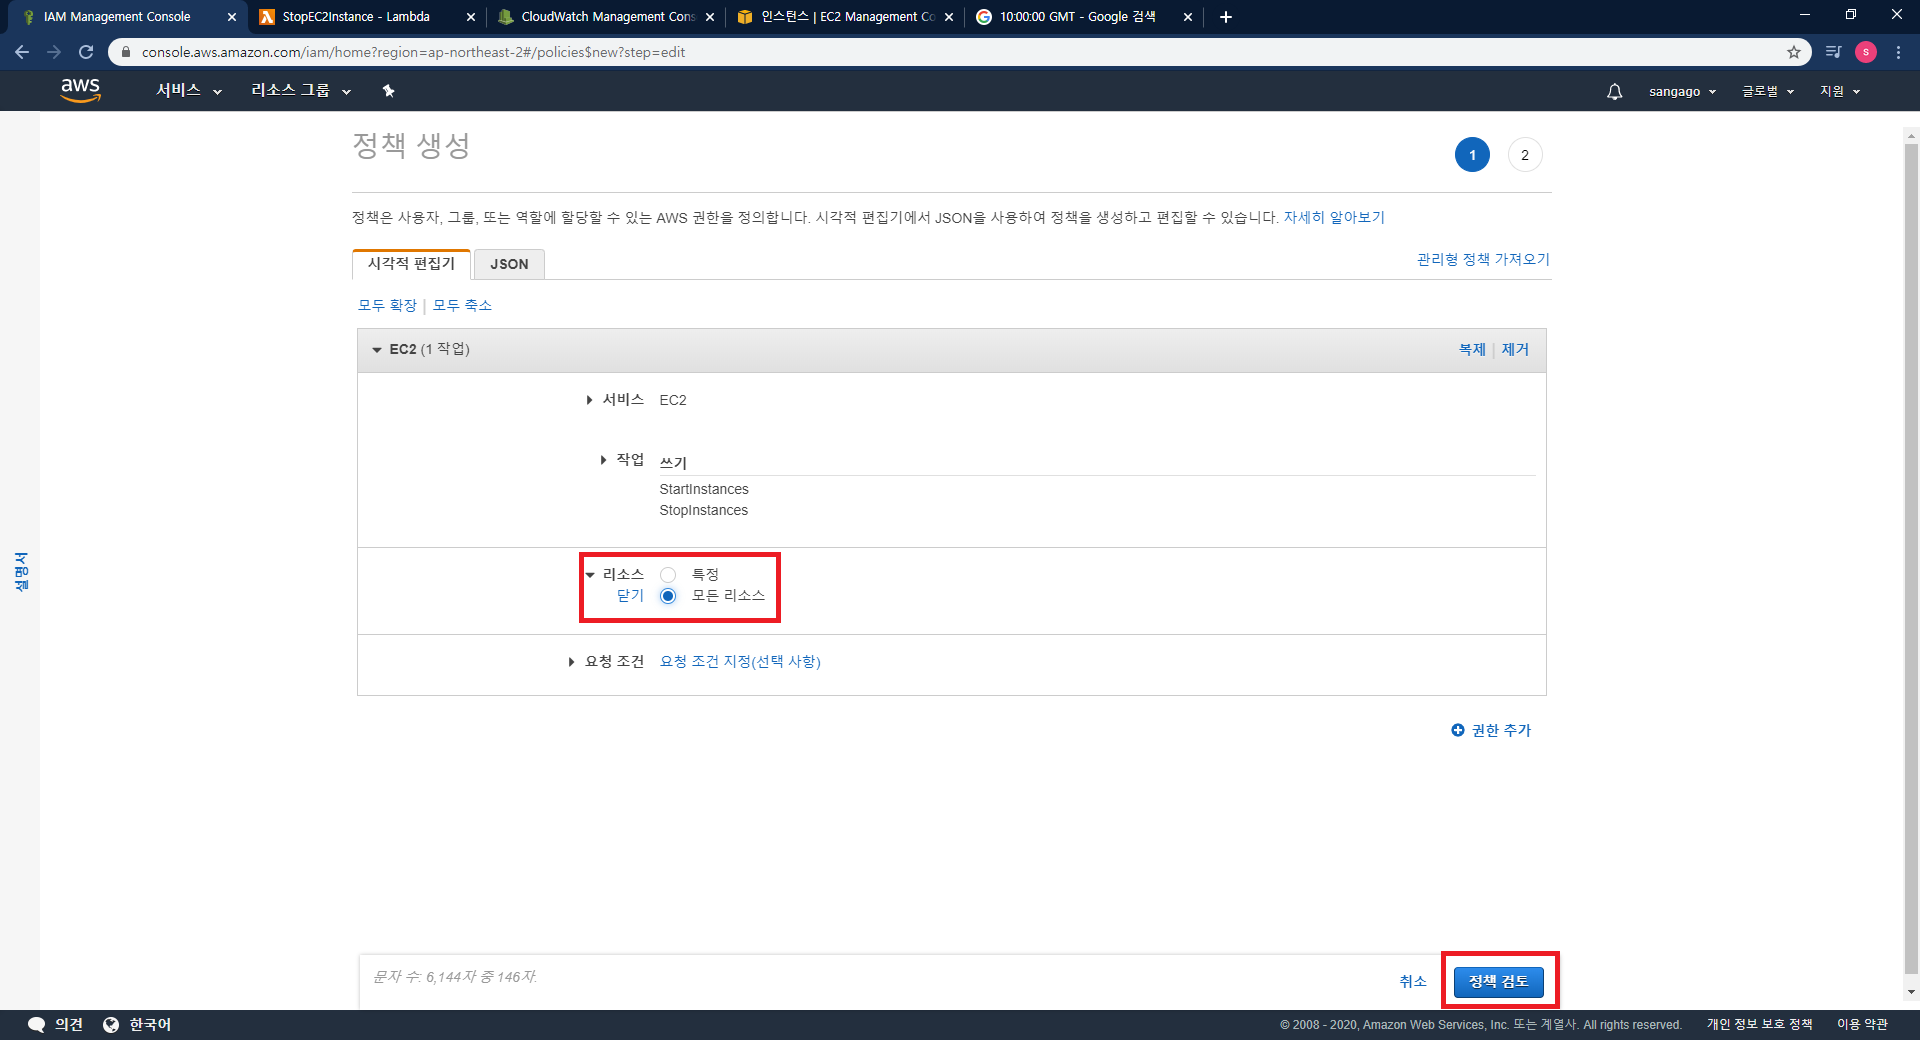 IAM Management Console
StopEC2Instance - Lambda
CloudWatch Management Cons
인스턴스 | EC2 Management Co
10:00:00 GMT - Google 검색
console.aws.amazon.com/iam/home?region=ap-northeast-2#/policies$new?step=edit
s
aws
서비스
리소스 그룹
sangago
글로벌
지원
정책 생성
1
2
정책은 사용자, 그룹, 또는 역할에 할당할 수 있는 AWS 권한을 정의합니다. 시각적 편집기에서 JSON을 사용하여 정책을 생성하고 편집할 수 있습니다. 자세히 알아보기
시각적 편집기
JSON
관리형 정책 가져오기
모두 확장 | 모두 축소
EC2 (1 작업)
복제 | 제거
서비스 EC2
작업 쓰기
StartInstances
StopInstances
설명서
리소스 특정
닫기 모든 리소스
요청 조건 요청 조건 지정(선택 사항)
권한 추가
문자 수: 6,144자 중 146자.
취소
정책 검토
의견
한국어
© 2008 - 2020, Amazon Web Services, Inc. 또는 계열사. All rights reserved.
개인 정보 보호 정책
이용 약관